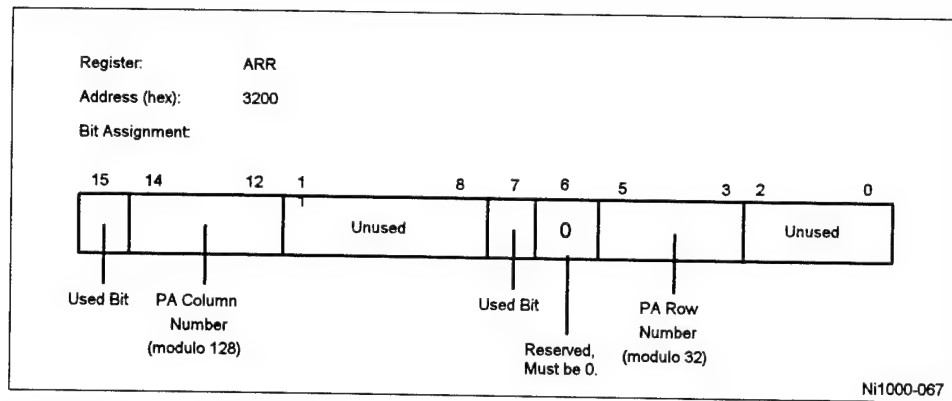 Register: ARR
Address (hex): 3200
Bit Assignment:
15 14 12 1 8 7 6 5 3 2 0
1
Unused 0 Unused
Used Bit PA Column Used Bit PA Row
Number Number
(modulo 128) Reserved, (modulo 32)
Must be 0.
Ni1000-067